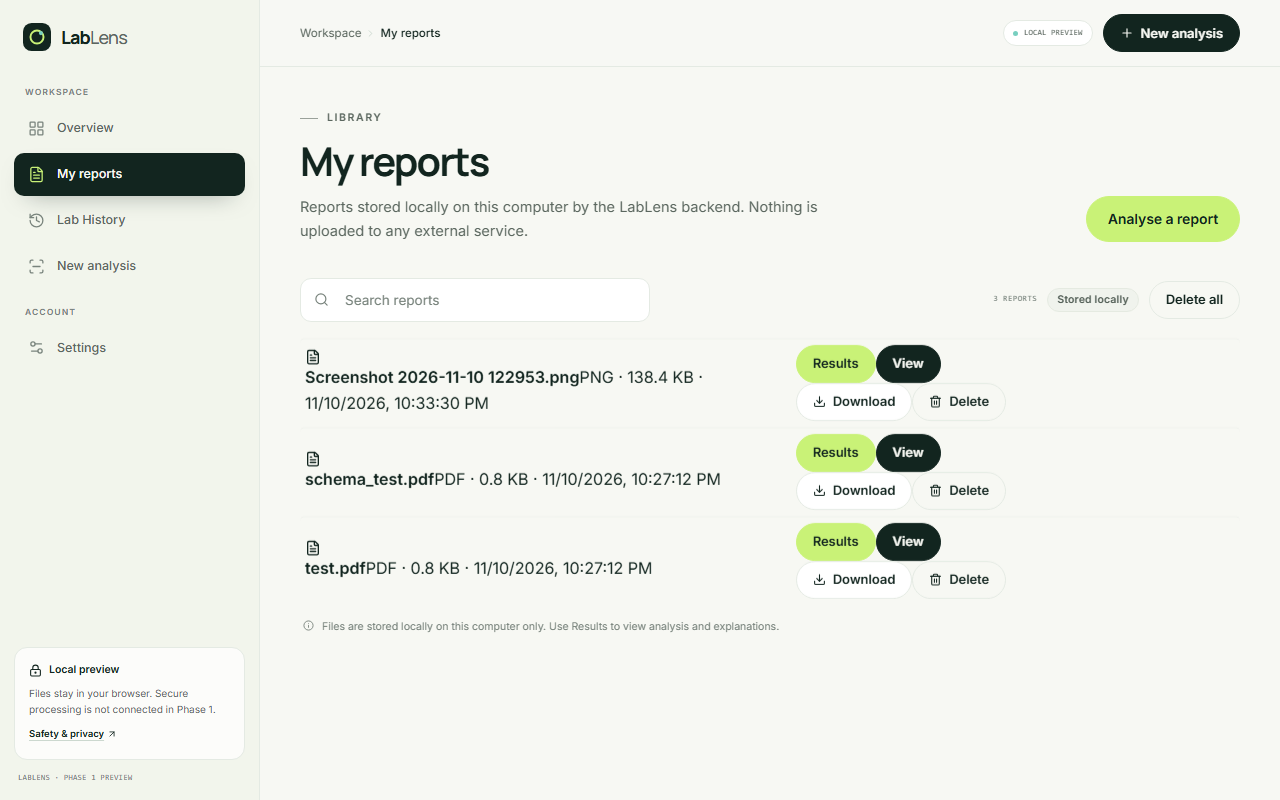 LabLens
WORKSPACE
Overview
My reports
Lab History
New analysis
ACCOUNT
Settings
Local preview
Files stay in your browser. Secure
processing is not connected in Phase 1.
Safety & privacy
LABLENS · PHASE 1 PREVIEW
Workspace My reports
LOCAL PREVIEW
New analysis
LIBRARY
My reports
Reports stored locally on this computer by the LabLens backend. Nothing is
uploaded to any external service.
Analyse a report
Search reports
3 REPORTS
Stored locally
Delete all
Screenshot 2026-11-10 122953.pngPNG · 138.4 KB ·
11/10/2026, 10:33:30 PM
Results View
Download Delete
schema_test.pdfPDF · 0.8 KB · 11/10/2026, 10:27:12 PM
Results View
Download Delete
test.pdfPDF · 0.8 KB · 11/10/2026, 10:27:12 PM
Results View
Download Delete
Files are stored locally on this computer only. Use Results to view analysis and explanations.